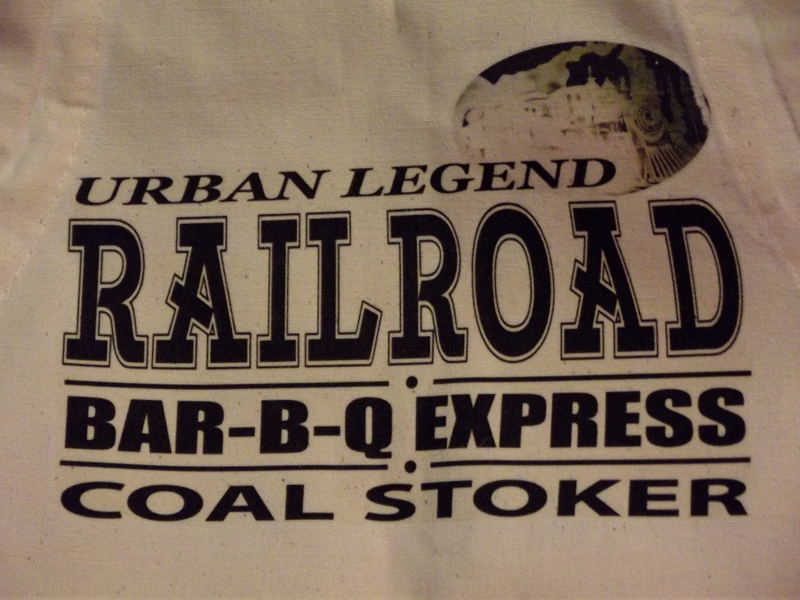 URBAN LEGEND
RAILROAD
BAR-B-Q EXPRESS
COAL STOKER